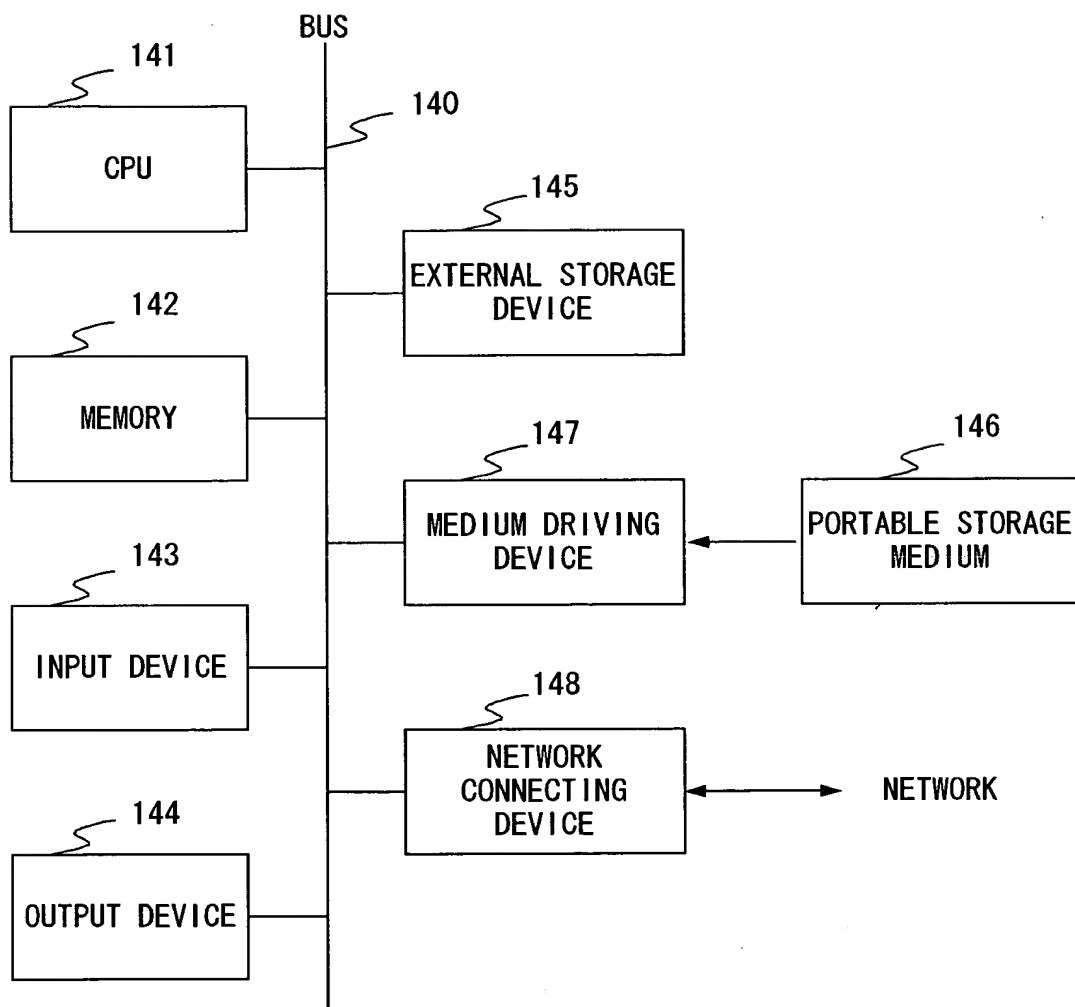 BUS
141
140
CPU
145
EXTERNAL STORAGE
DEVICE
142
MEMORY
147
146
MEDIUM DRIVING
DEVICE
PORTABLE STORAGE
MEDIUM
143
INPUT DEVICE
148
NETWORK
CONNECTING
DEVICE
NETWORK
144
OUTPUT DEVICE